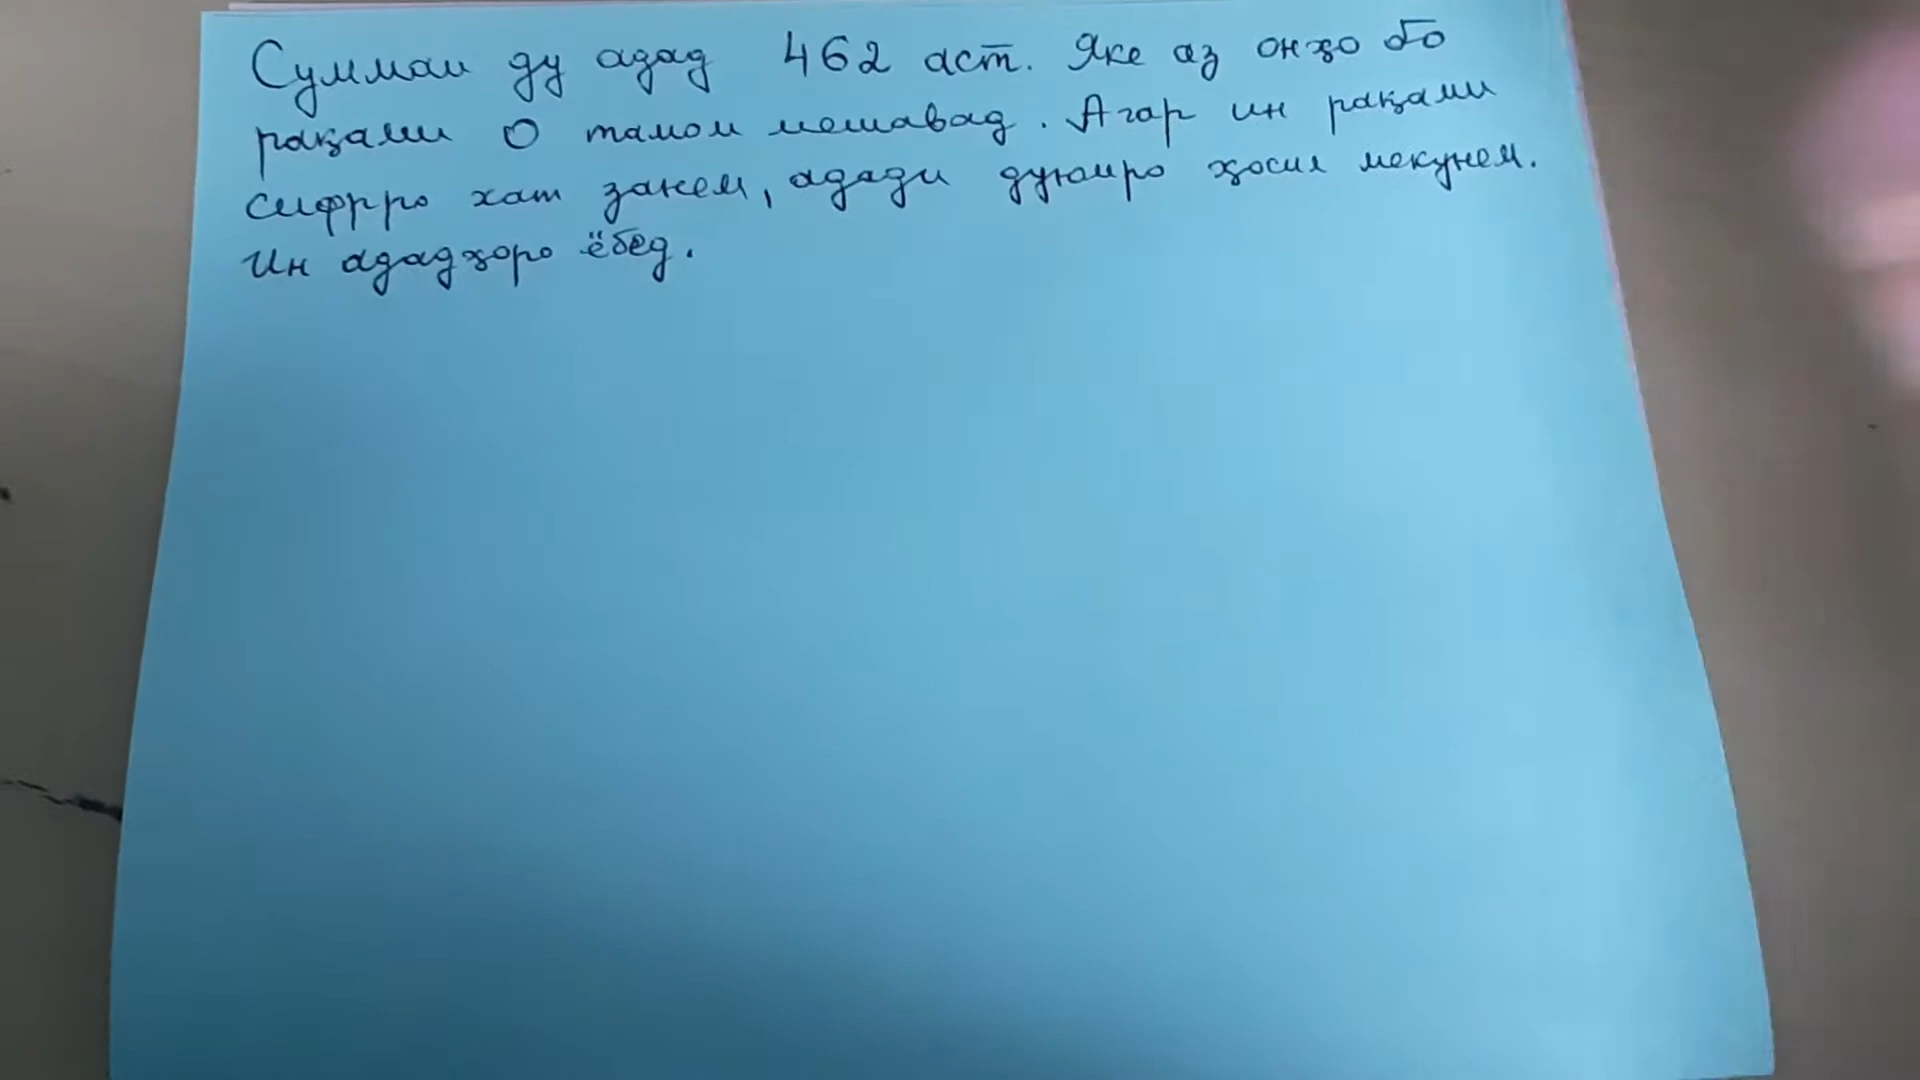 Суммаи ду адад 462 аст. Яке аз онҳо бо
рақами 0 тамом мешавад. Агар ин рақами
сифрро хат занем, адади дуюмро ҳосил мекунем.
Ин ададҳоро ёбед.